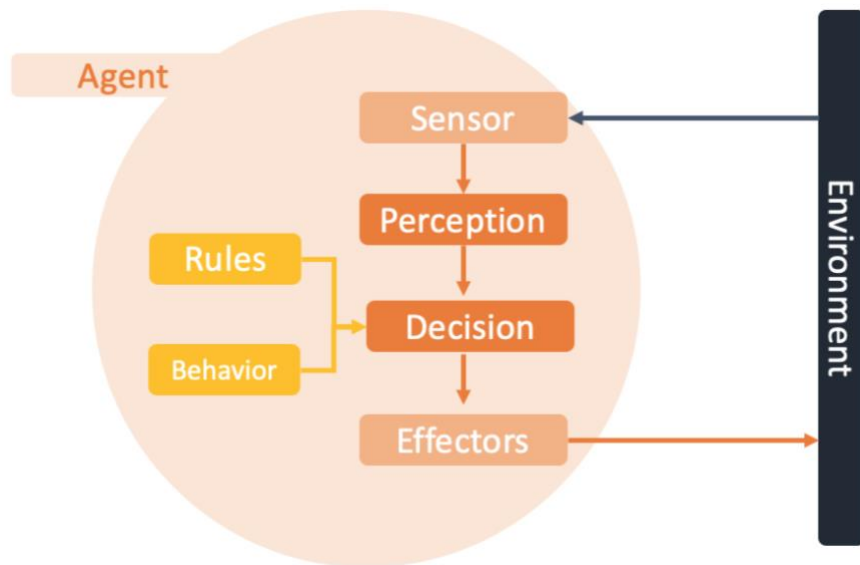 Agent
Sensor
Perception
Rules
Decision
Behavior
Effectors
Environment